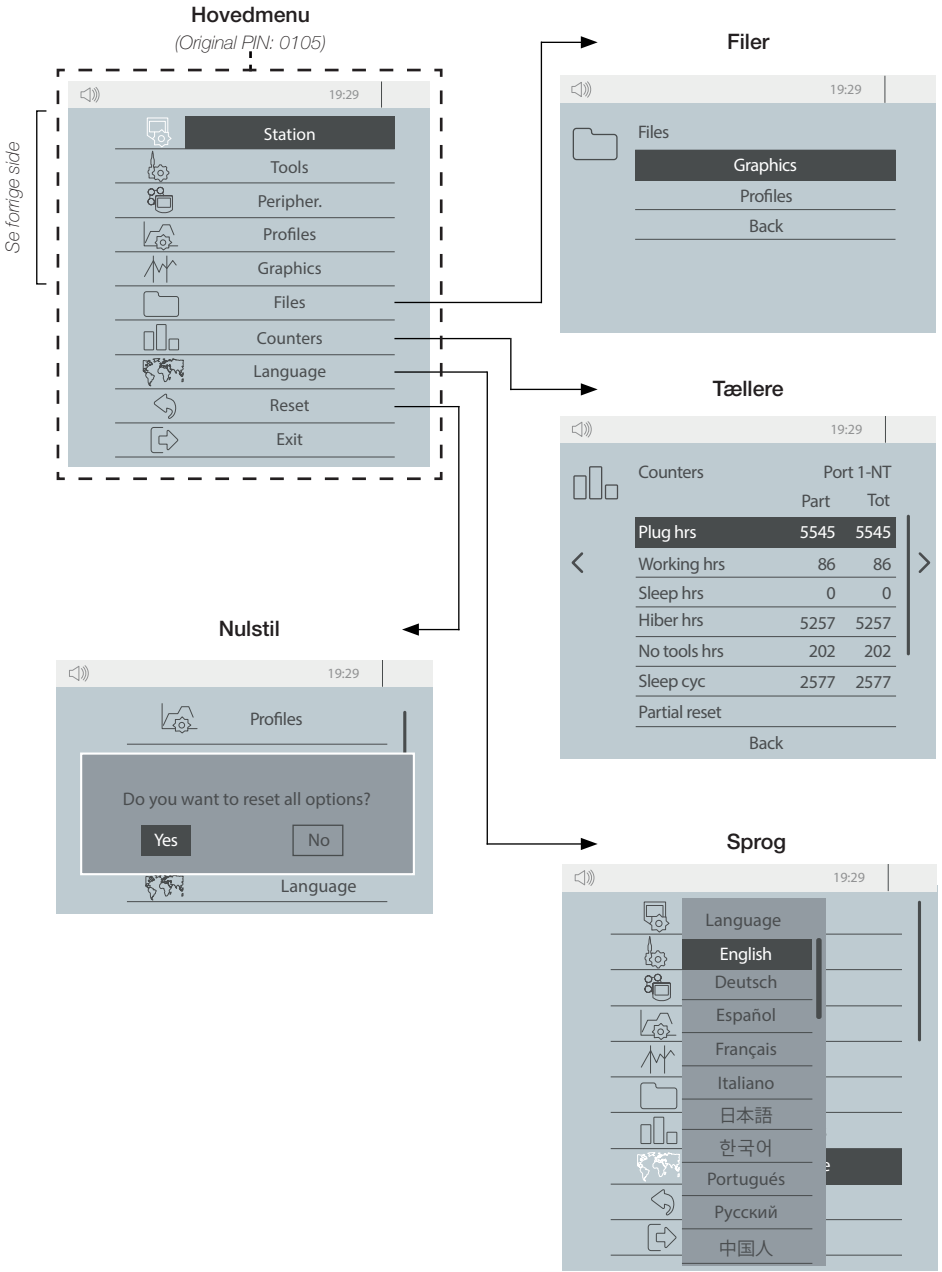 Hovedmenu
(Original PIN: 0105)
Se forrige side
19:29
Station
Tools
Peripher.
Profiles
Graphics
Files
Counters
Language
Reset
Exit
Filer
19:29
Files
Graphics
Profiles
Back
Tællere
19:29
Counters Port 1-NT
Part Tot
Plug hrs 5545 5545
Working hrs 86 86
Sleep hrs 0 0
Hiber hrs 5257 5257
No tools hrs 202 202
Sleep cyc 2577 2577
Partial reset
Back
Nulstil
19:29
Profiles
Do you want to reset all options?
Yes No
Language
Sprog
19:29
Language
English
Deutsch
Español
Français
Italiano
日本語
한국어
Portugués
Русский
中国人
e